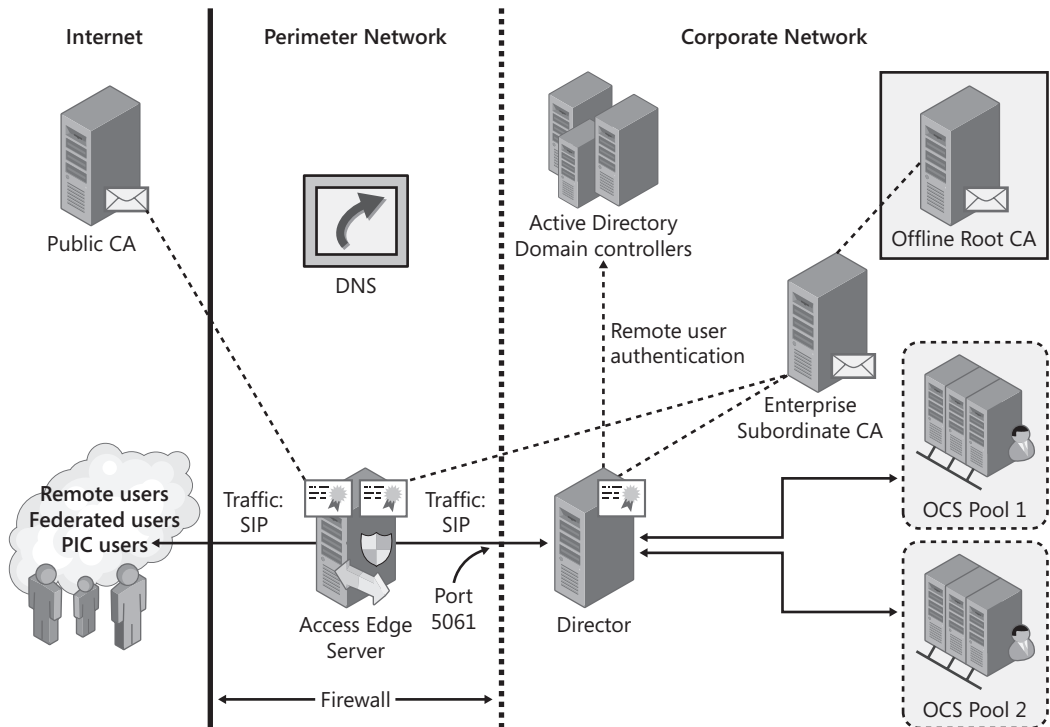 Internet
Perimeter Network
Corporate Network
Public CA
DNS
Active Directory
Domain controllers
Offline Root CA
Remote user
authentication
Enterprise
Subordinate CA
Remote users
Federated users
PIC users
Traffic:
SIP
Traffic:
SIP
Port
5061
Access Edge
Server
Director
OCS Pool 1
OCS Pool 2
Firewall